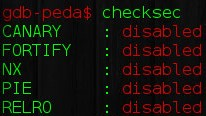 gdb-peda$ checksec
CANARY : disabled
FORTIFY : disabled
NX : disabled
PIE : disabled
RELRO : disabled